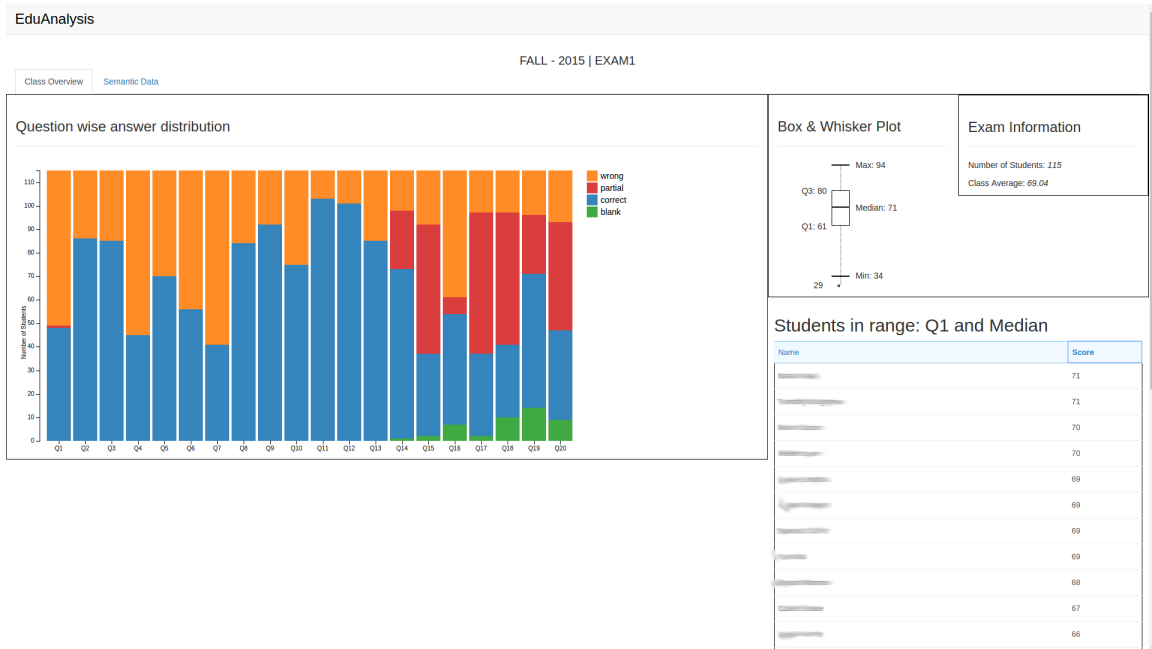 EduAnalysis
FALL - 2015 | EXAM1
Class Overview
Semantic Data
Question wise answer distribution
Number of Students
110
100
90
80
70
60
50
40
30
20
10
0
Q1 Q2 Q3 Q4 Q5 Q6 Q7 Q8 Q9 Q10 Q11 Q12 Q13 Q14 Q15 Q16 Q17 Q18 Q19 Q20
wrong
partial
correct
blank
Box & Whisker Plot
Max: 94
Q3: 80
Median: 71
Q1: 61
Min: 34
29
Exam Information
Number of Students: 115
Class Average: 69.04
Students in range: Q1 and Median
Name Score
71
71
70
70
69
69
69
69
68
67
66